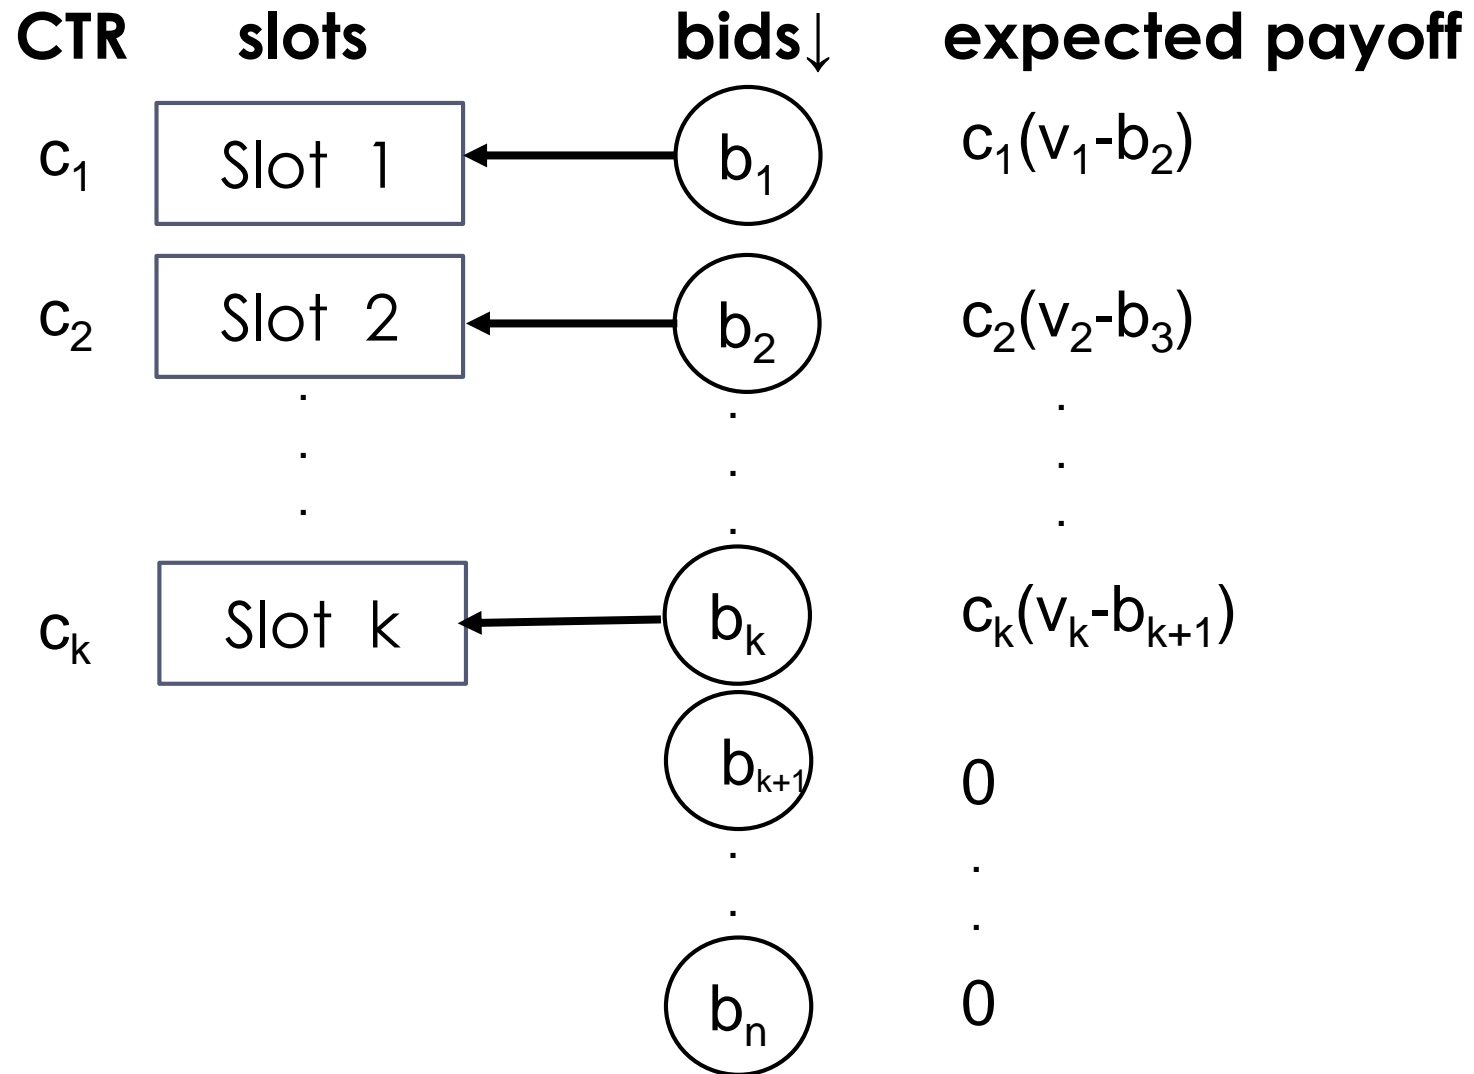 CTR slots bids↓ expected payoff
c₁ Slot 1 b₁ c₁(v₁-b₂)
c₂ Slot 2 b₂ c₂(v₂-b₃)
. . .
. . .
. . .
cₖ Slot k bₖ cₖ(vₖ-bₖ₊₁)
bₖ₊₁ 0
. .
. .
bₙ 0